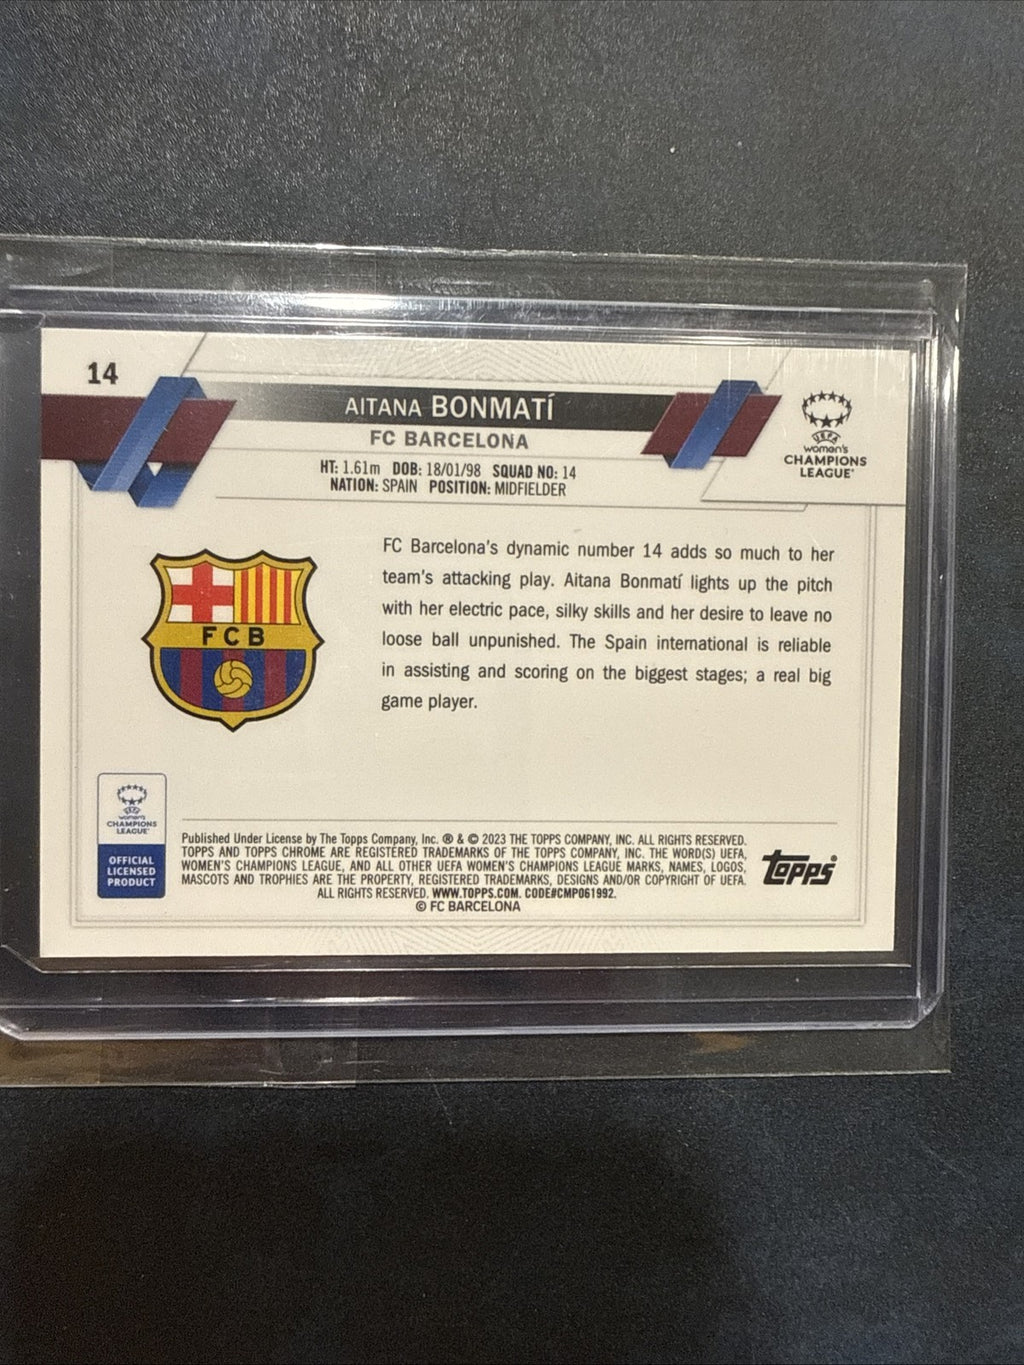 14
AITANA BONMATÍ
FC BARCELONA
HT: 1.61m DOB: 18/01/98 SQUAD NO: 14
NATION: SPAIN POSITION: MIDFIELDER
UEFA
women's
CHAMPIONS
LEAGUE
FC Barcelona's dynamic number 14 adds so much to her
team's attacking play. Aitana Bonmatí lights up the pitch
with her electric pace, silky skills and her desire to leave no
loose ball unpunished. The Spain international is reliable
in assisting and scoring on the biggest stages; a real big
game player.
FCB
UEFA
women's
CHAMPIONS
LEAGUE
OFFICIAL
LICENSED
PRODUCT
Published Under License by The Topps Company, Inc. ® & © 2023 THE TOPPS COMPANY, INC. ALL RIGHTS RESERVED.
TOPPS AND TOPPS CHROME ARE REGISTERED TRADEMARKS OF THE TOPPS COMPANY, INC. THE WORD(S) UEFA,
WOMEN'S CHAMPIONS LEAGUE, AND ALL OTHER UEFA WOMEN'S CHAMPIONS LEAGUE MARKS, NAMES, LOGOS,
MASCOTS AND TROPHIES ARE THE PROPERTY, REGISTERED TRADEMARKS, DESIGNS AND/OR COPYRIGHT OF UEFA.
ALL RIGHTS RESERVED. WWW.TOPPS.COM. CODE#CMP061992.
© FC BARCELONA
topps®